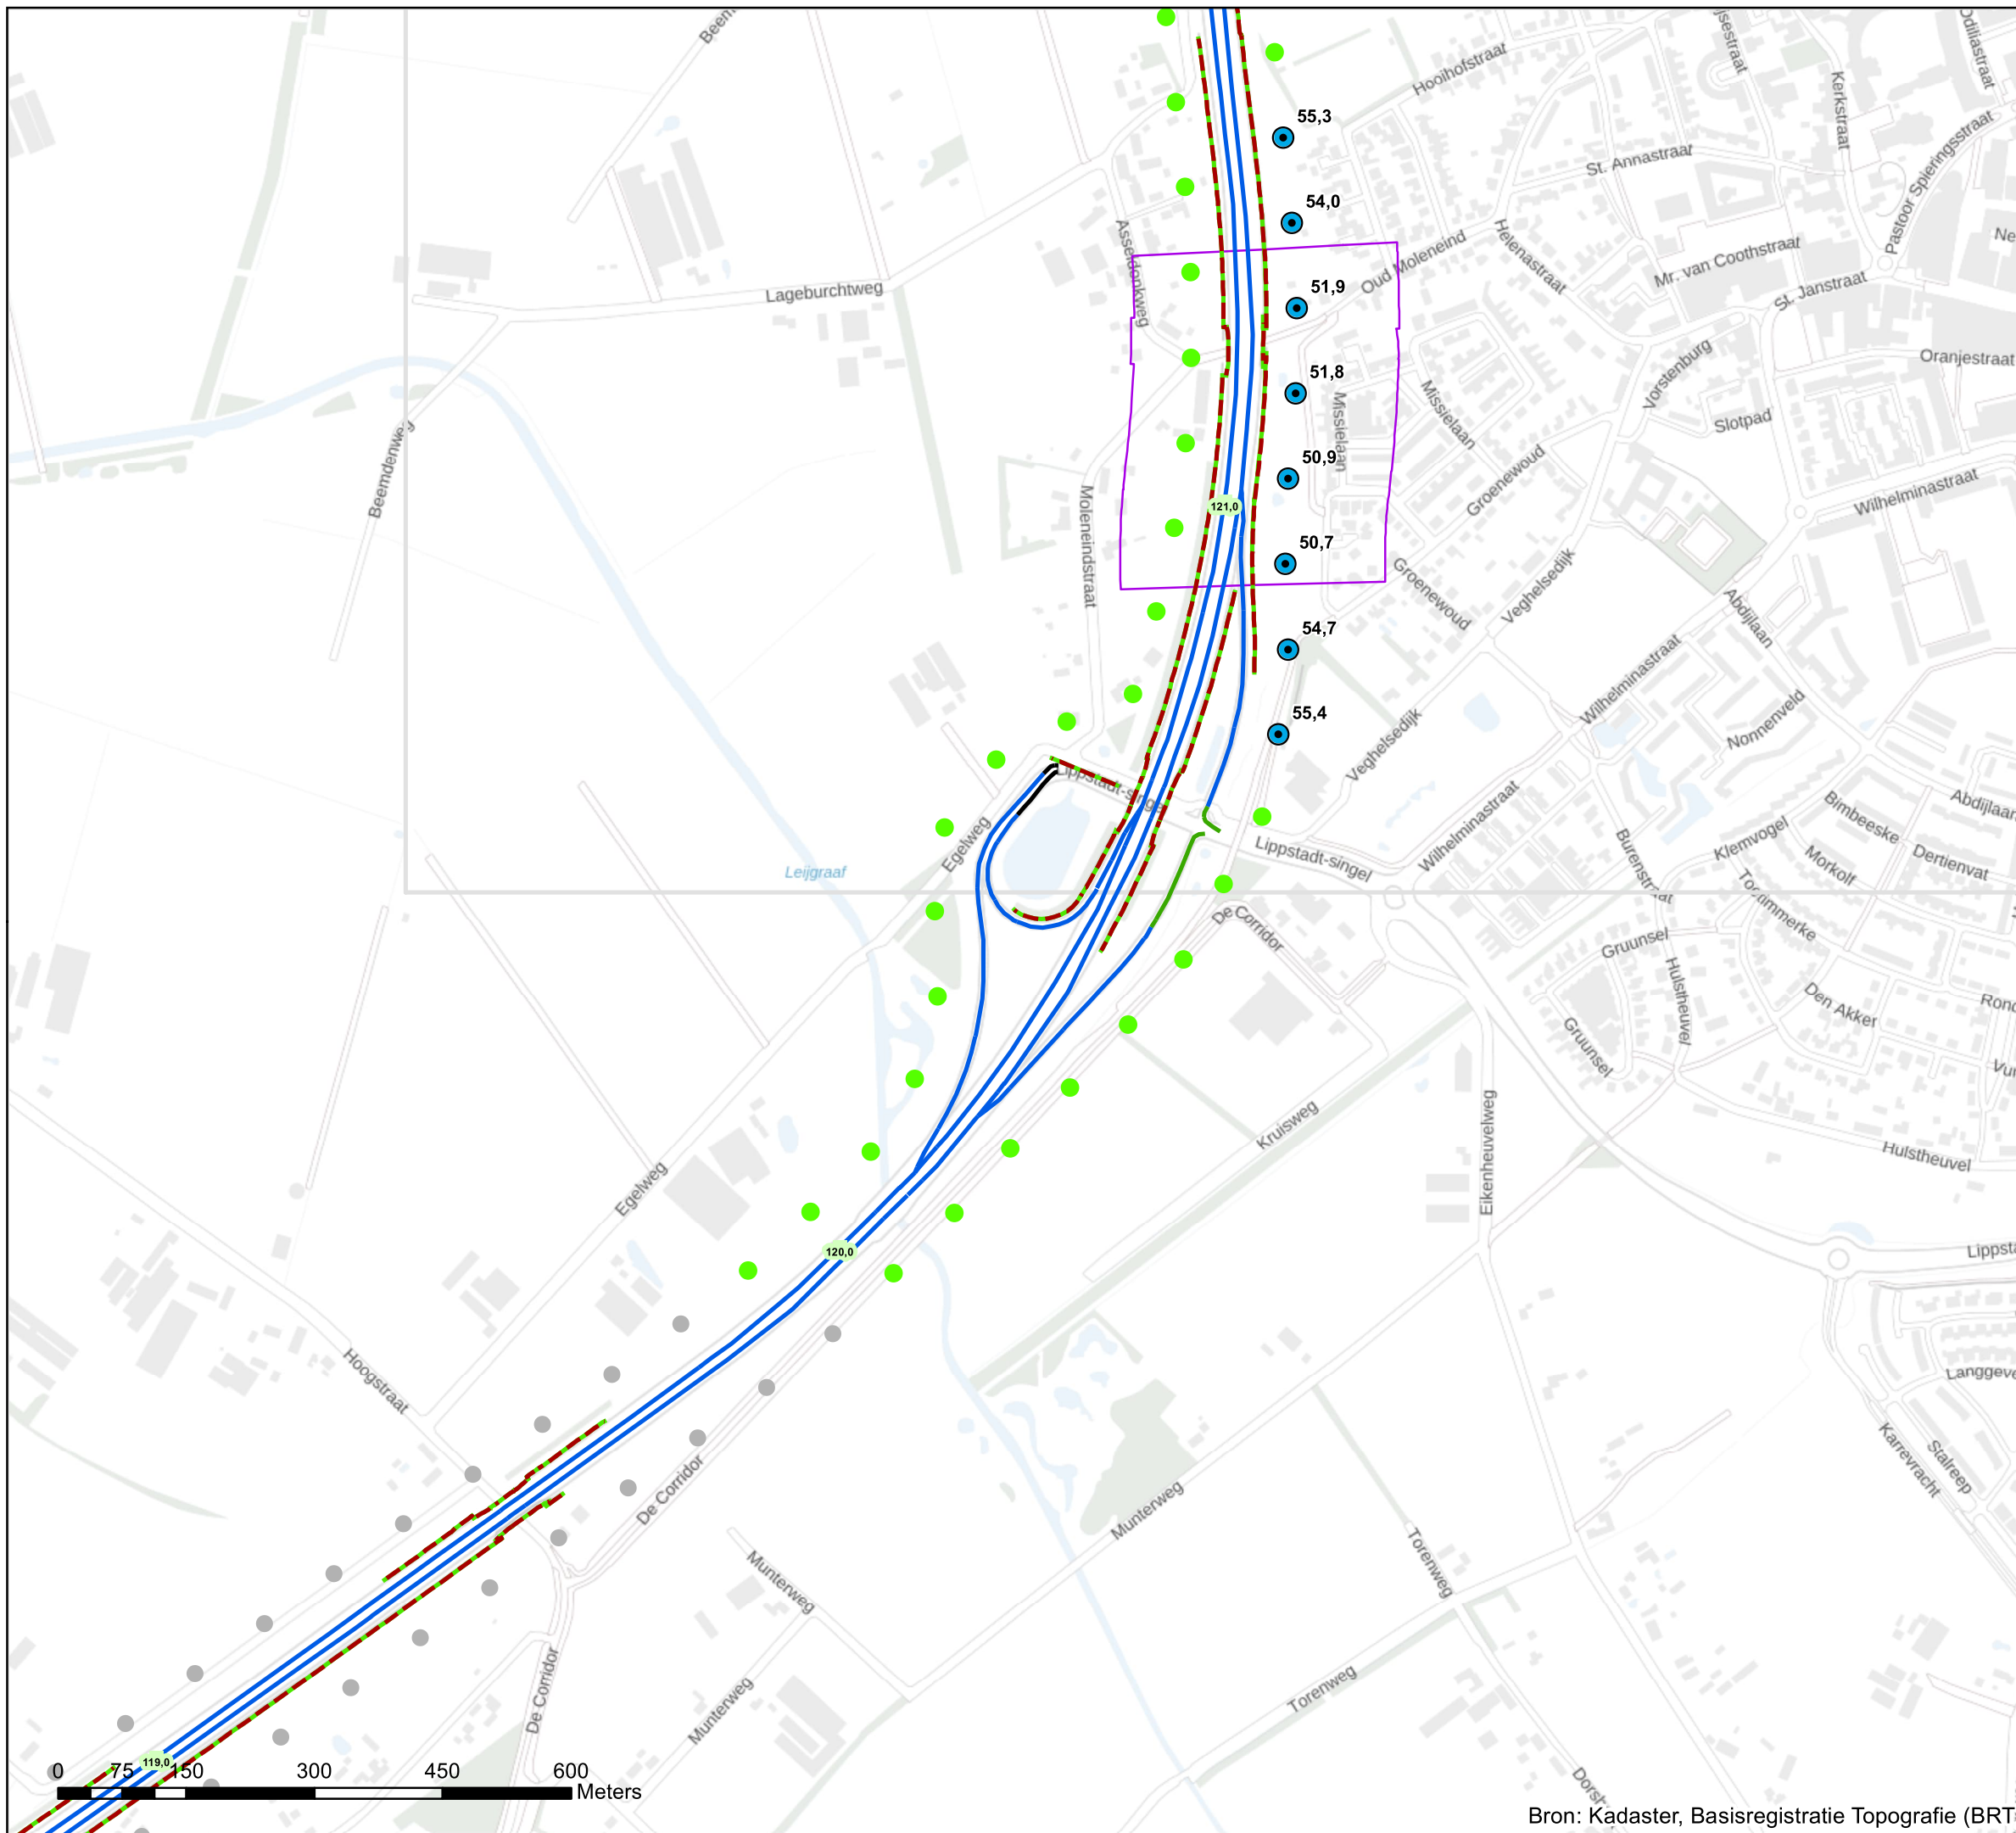 Hooihofstraat
Kerkstraat
Odiliastraat
Pastoor Spieringsstraat
55,3
St. Annastraat
54,0
Asseldonkweg
Oud Moleneind
Helenastraat
Mr. van Coothstraat
St. Janstraat
Lageburchtweg
51,9
Oranjestraat
Vorstenburg
51,8
Missielaan
Missielaan
Slotpad
Beemdenweg
50,9
Groenewoud
Wilhelminastraat
121,0
Moleneindstraat
50,7
Groenewoud
Veghelsedijk
Abdijlaan
54,7
Wilhelminastraat
55,4
Veghelsedijk
Nonnenveld
Lippstadt-singel
Egelweg
Lippstadt-singel
Wilhelminastraat
Klemvogel
Bimbeeske
Abdijlaan
Morkolf
Dertienvat
Burenstraat
Toctimmerke
Leijgraaf
De Corridor
Gruunsel
Hulstheuvel
Den Akker
Gruunsel
Kruisweg
Eikenheuvelweg
Hulstheuvel
Egelweg
120,0
Hoogstraat
Karrevracht
Stalreep
De Corridor
Munterweg
Torenweg
Munterweg
De Corridor
Munterweg
Torenweg
119,0
0 75 150 300 450 600
Meters
Bron: Kadaster, Basisregistratie Topografie (BRT